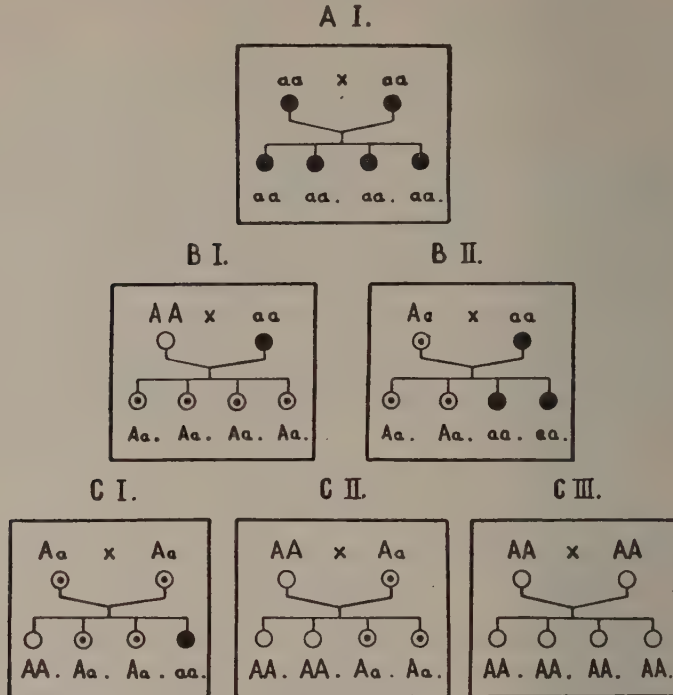 A I.
aa x aa
aa aa. aa. aa.
B I.
AA x aa
Aa. Aa. Aa. Aa.
B II.
Aa x aa
Aa. Aa. aa. aa.
C I.
Aa x Aa
AA. Aa. Aa. aa.
C II.
AA x Aa
AA. AA. Aa. Aa.
C III.
AA x AA
AA. AA. AA. AA.